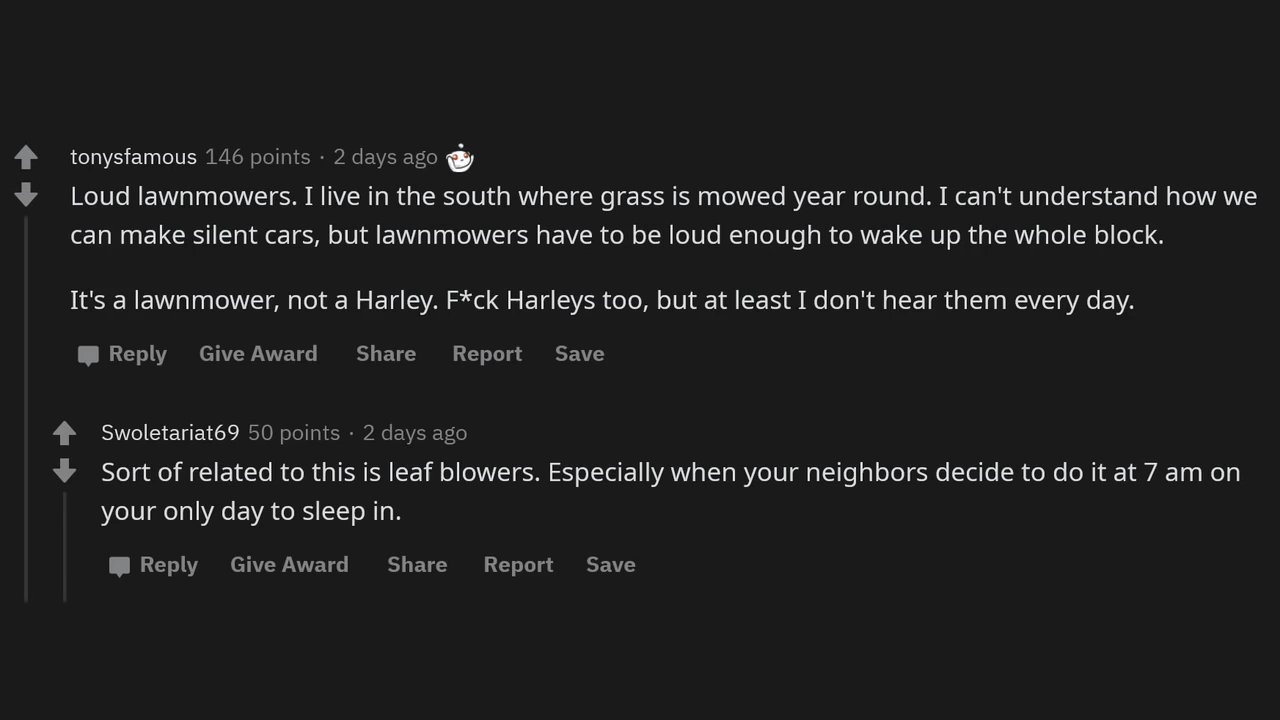 tonysfamous 146 points · 2 days ago
Loud lawnmowers. I live in the south where grass is mowed year round. I can't understand how we
can make silent cars, but lawnmowers have to be loud enough to wake up the whole block.
It's a lawnmower, not a Harley. F*ck Harleys too, but at least I don't hear them every day.
Reply Give Award Share Report Save
Swoletariat69 50 points · 2 days ago
Sort of related to this is leaf blowers. Especially when your neighbors decide to do it at 7 am on
your only day to sleep in.
Reply Give Award Share Report Save